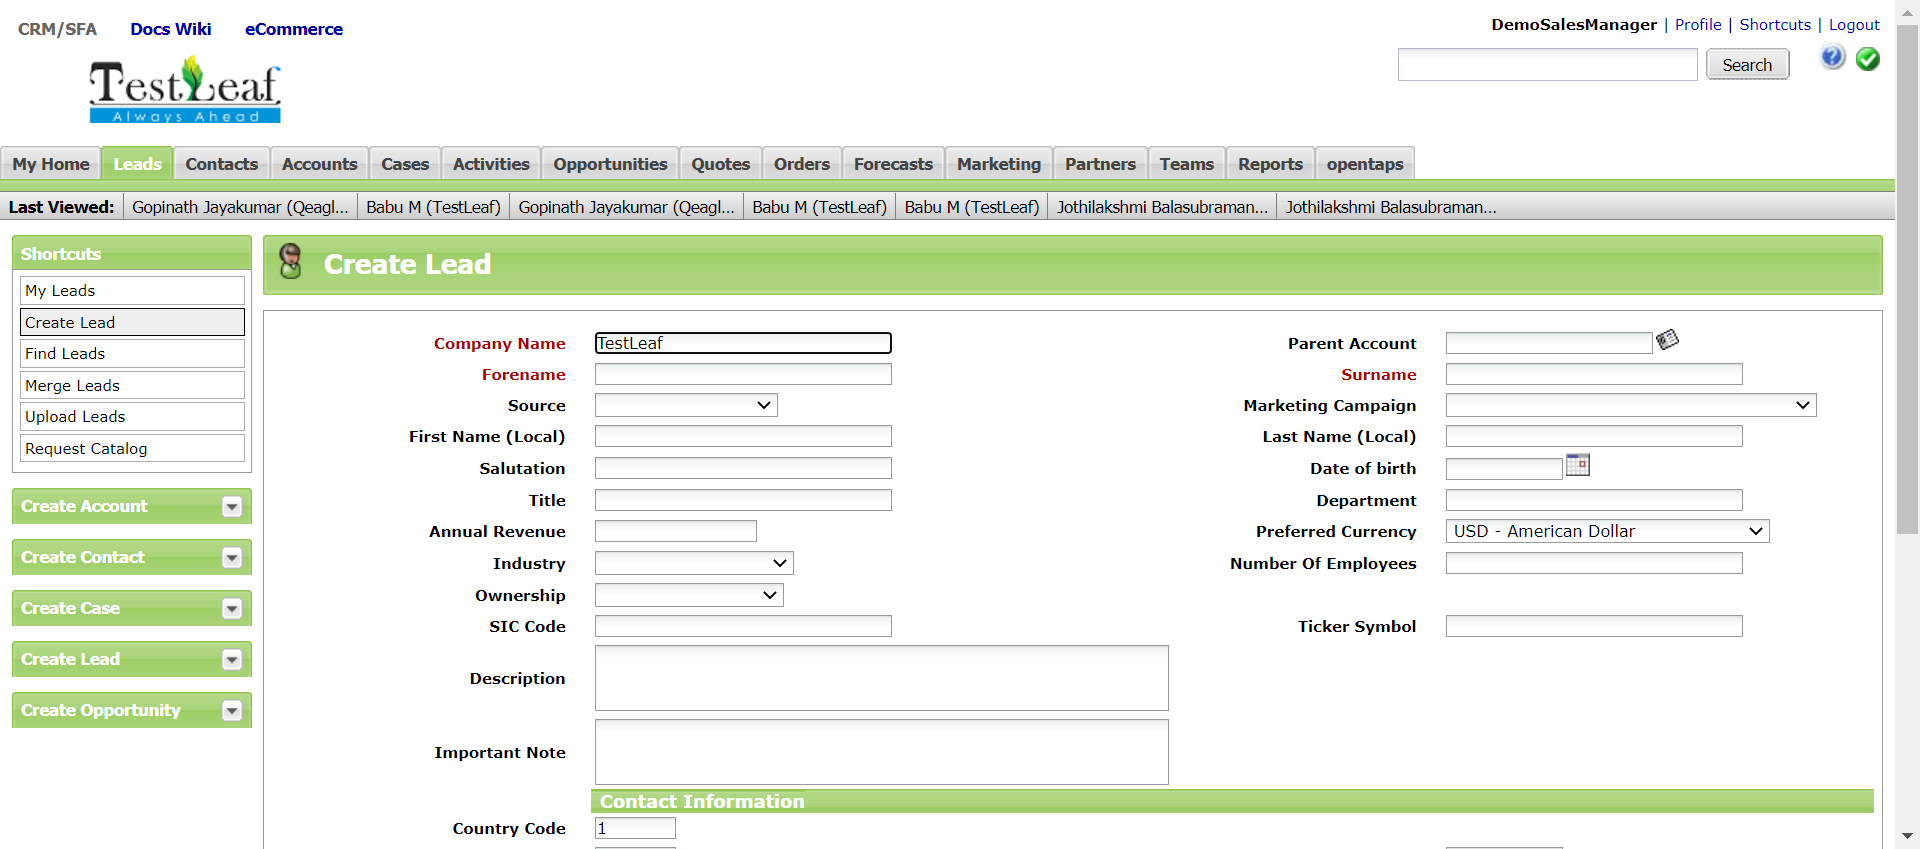 CRM/SFA Docs Wiki eCommerce
DemoSalesManager | Profile | Shortcuts | Logout
Search
TestLeaf
Always Ahead
My Home Leads Contacts Accounts Cases Activities Opportunities Quotes Orders Forecasts Marketing Partners Teams Reports opentaps
Last Viewed: Gopinath Jayakumar (Qeagl... Babu M (TestLeaf) Gopinath Jayakumar (Qeagl... Babu M (TestLeaf) Babu M (TestLeaf) Jothilakshmi Balasubraman... Jothilakshmi Balasubraman...
Shortcuts
My Leads
Create Lead
Find Leads
Merge Leads
Upload Leads
Request Catalog
Create Account
Create Contact
Create Case
Create Lead
Create Opportunity
Create Lead
Company Name TestLeaf Parent Account
Forename Surname
Source Marketing Campaign
First Name (Local) Last Name (Local)
Salutation Date of birth
Title Department
Annual Revenue Preferred Currency USD - American Dollar
Industry Number Of Employees
Ownership
SIC Code Ticker Symbol
Description
Important Note
Contact Information
Country Code 1